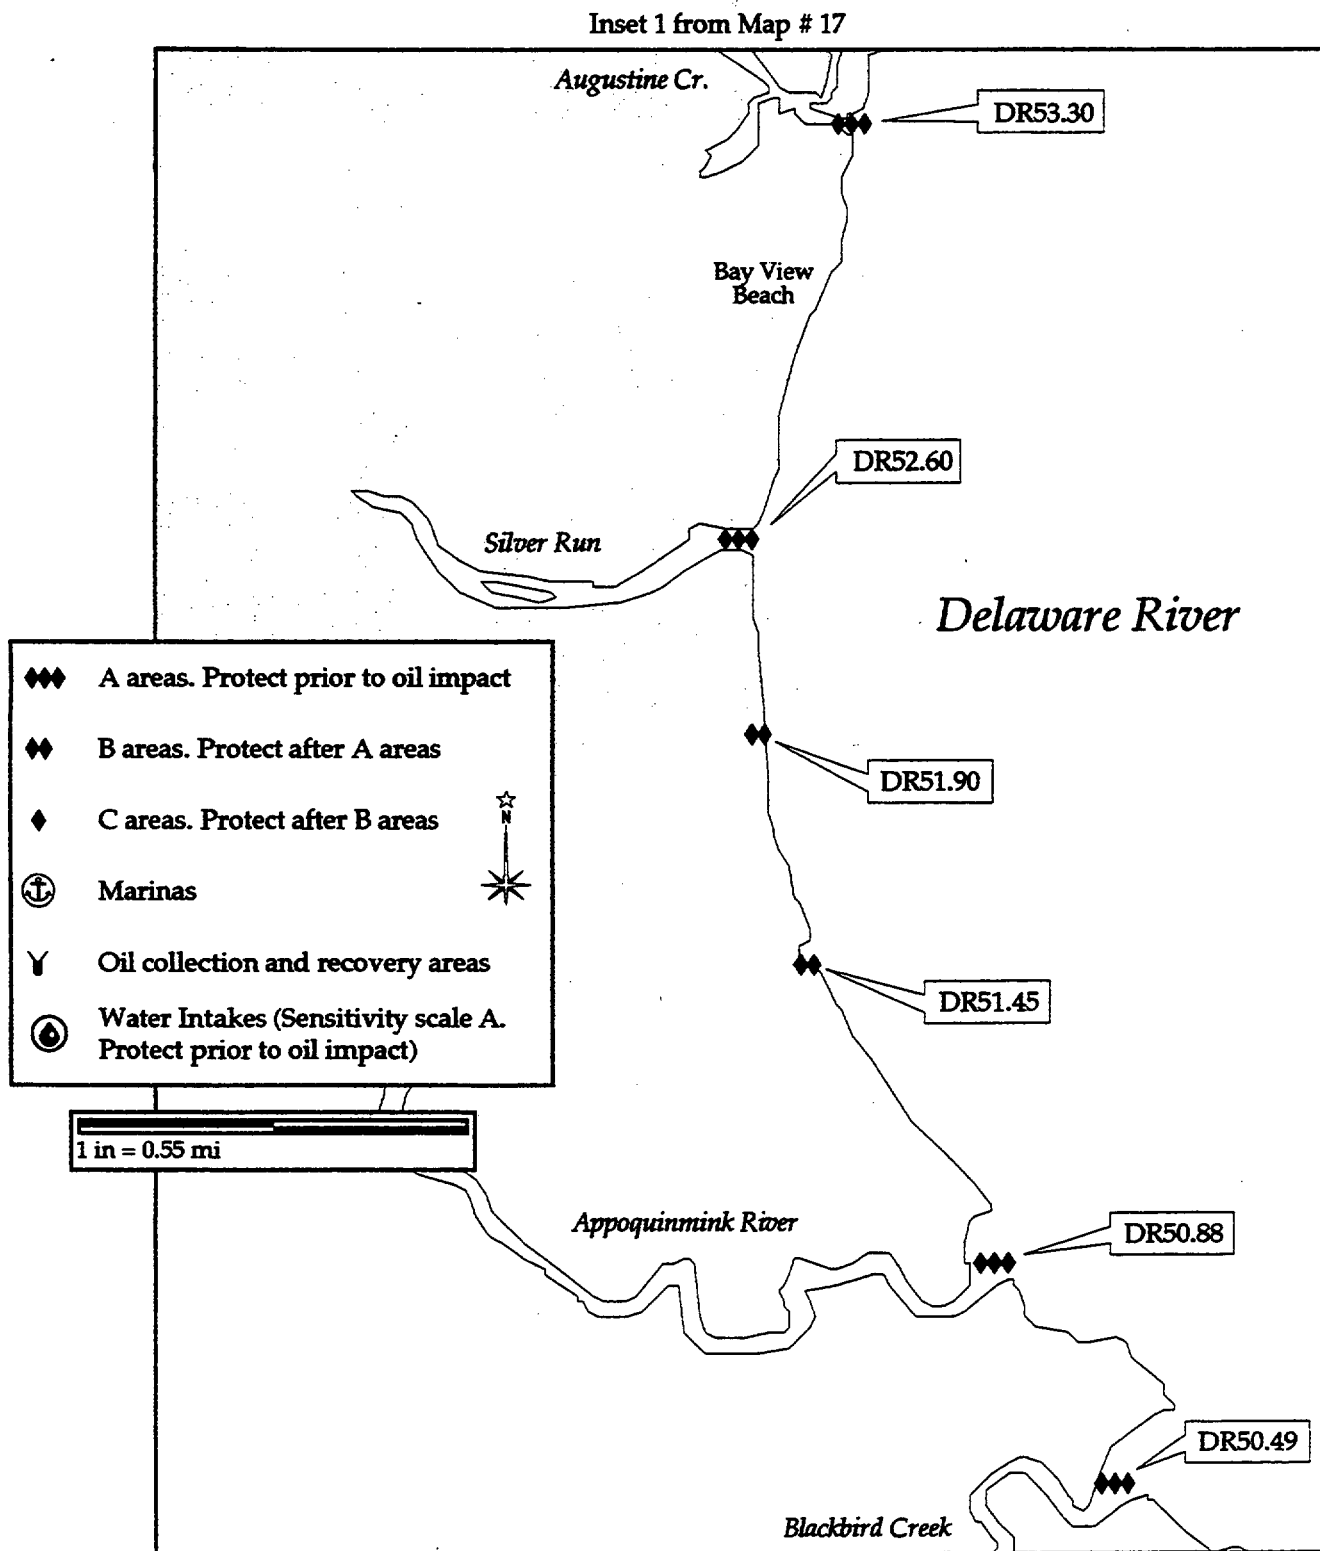 Inset 1 from Map # 17
Augustine Cr.
DR53.30
Bay View
Beach
DR52.60
Silver Run
Delaware River
A areas. Protect prior to oil impact
B areas. Protect after A areas
DR51.90
C areas. Protect after B areas
N
Marinas
Oil collection and recovery areas
DR51.45
Water Intakes (Sensitivity scale A.
Protect prior to oil impact)
1 in = 0.55 mi
Appoquinmink River
DR50.88
DR50.49
Blackbird Creek